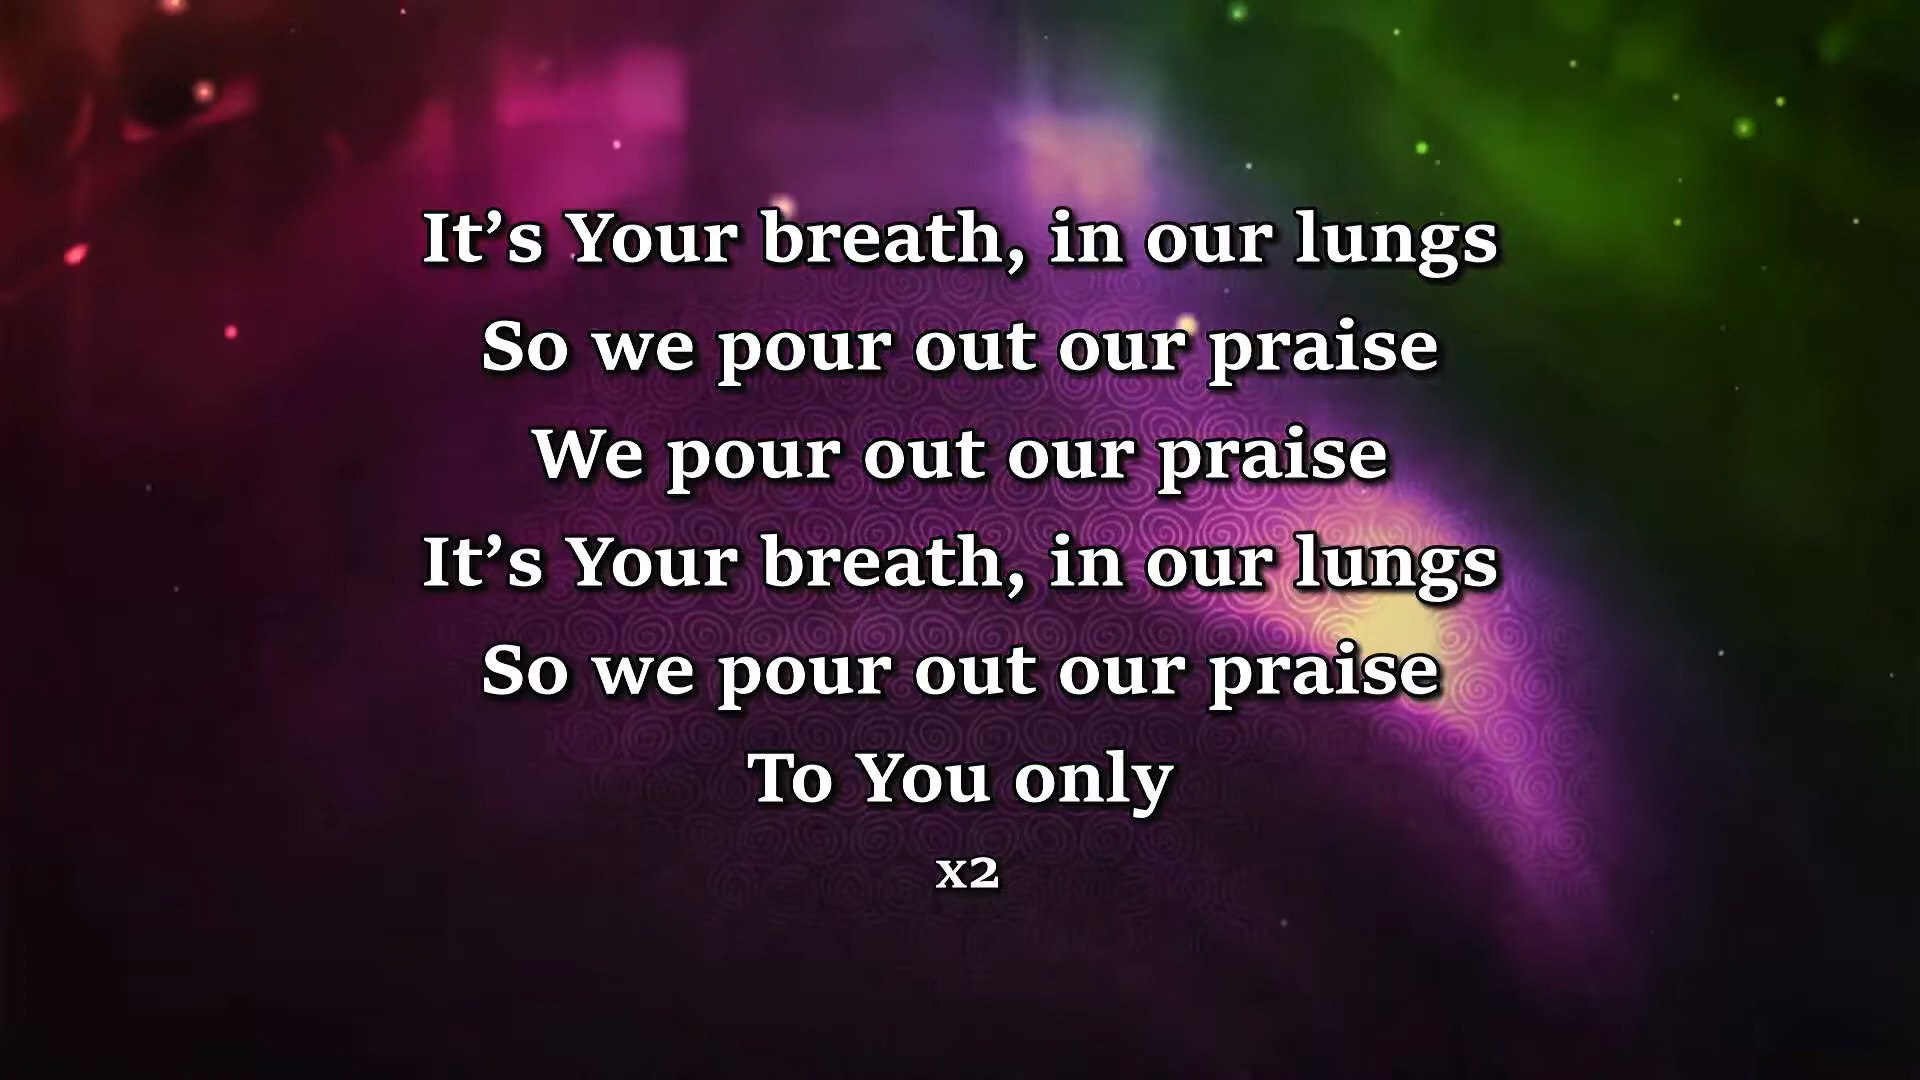 It’s Your breath, in our lungs
So we pour out our praise
We pour out our praise
It’s Your breath, in our lungs
So we pour out our praise
To You only
x2